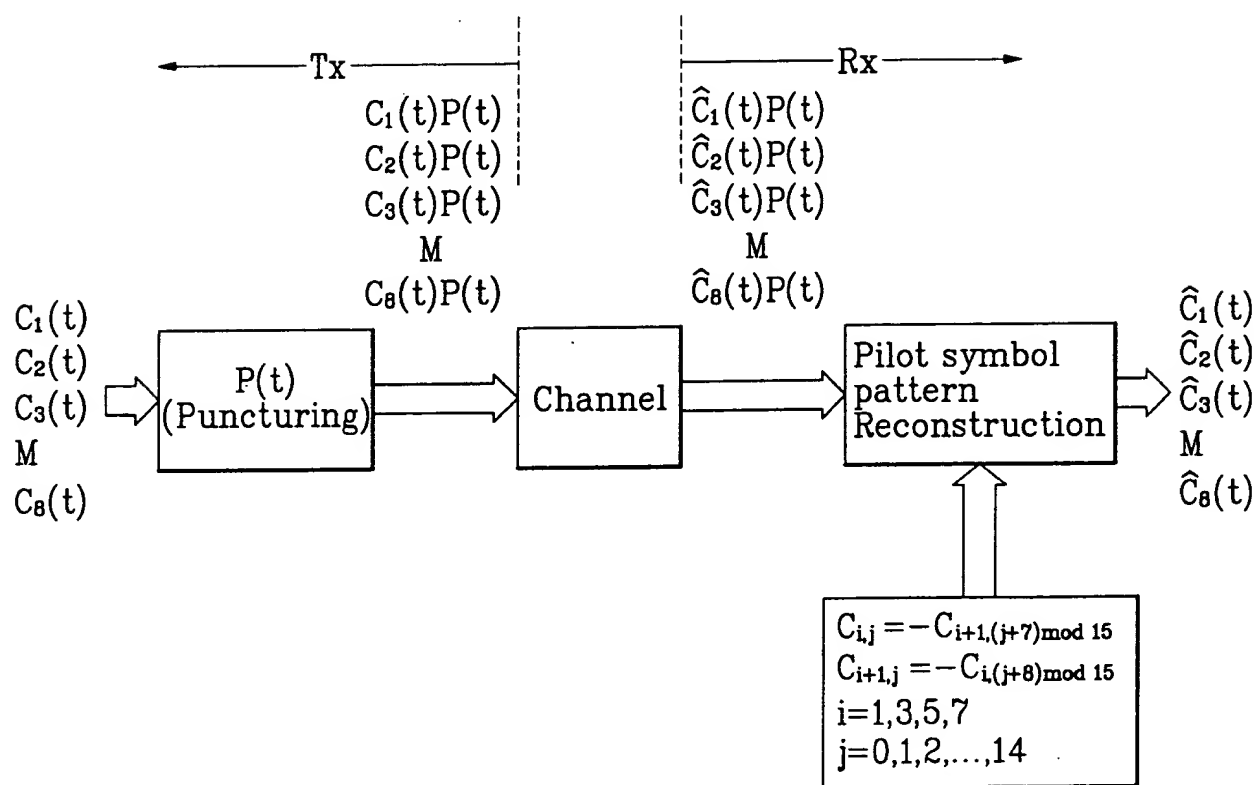 Tx
Rx
C₁(t)P(t)
C₂(t)P(t)
C₃(t)P(t)
M
C₈(t)P(t)
Ĉ₁(t)P(t)
Ĉ₂(t)P(t)
Ĉ₃(t)P(t)
M
Ĉ₈(t)P(t)
C₁(t)
C₂(t)
C₃(t)
M
C₈(t)
P(t)
(Puncturing)
Channel
Pilot symbol
pattern
Reconstruction
Ĉ₁(t)
Ĉ₂(t)
Ĉ₃(t)
M
Ĉ₈(t)
C_{i,j} = −C_{i+1,(j+7)mod 15}
C_{i+1,j} = −C_{i,(j+8)mod 15}
i=1,3,5,7
j=0,1,2,...,14